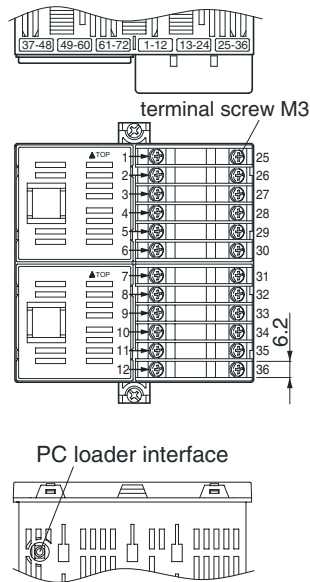 37-48 49-60 61-72 1-12 13-24 25-36
terminal screw M3
▲TOP
1 25
2 26
3 27
4 28
5 29
6 30
▲TOP
7 31
8 32
9 33
10 34
11 35
12 36
6.2
PC loader interface